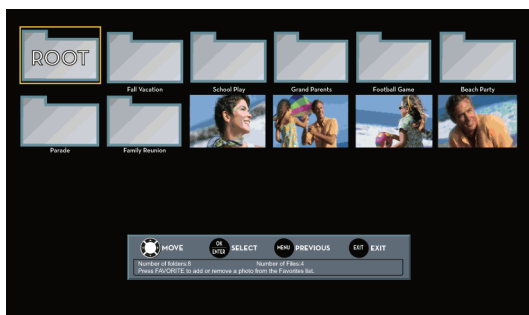 ROOT
Fall Vacation
School Play
Grand Parents
Football Game
Beach Party
Parade
Family Reunion
MOVE
OK
ENTER
SELECT
MENU
PREVIOUS
EXIT
EXIT
Number of folders:8
Number of Files:4
Press FAVORITE to add or remove a photo from the Favorites list.